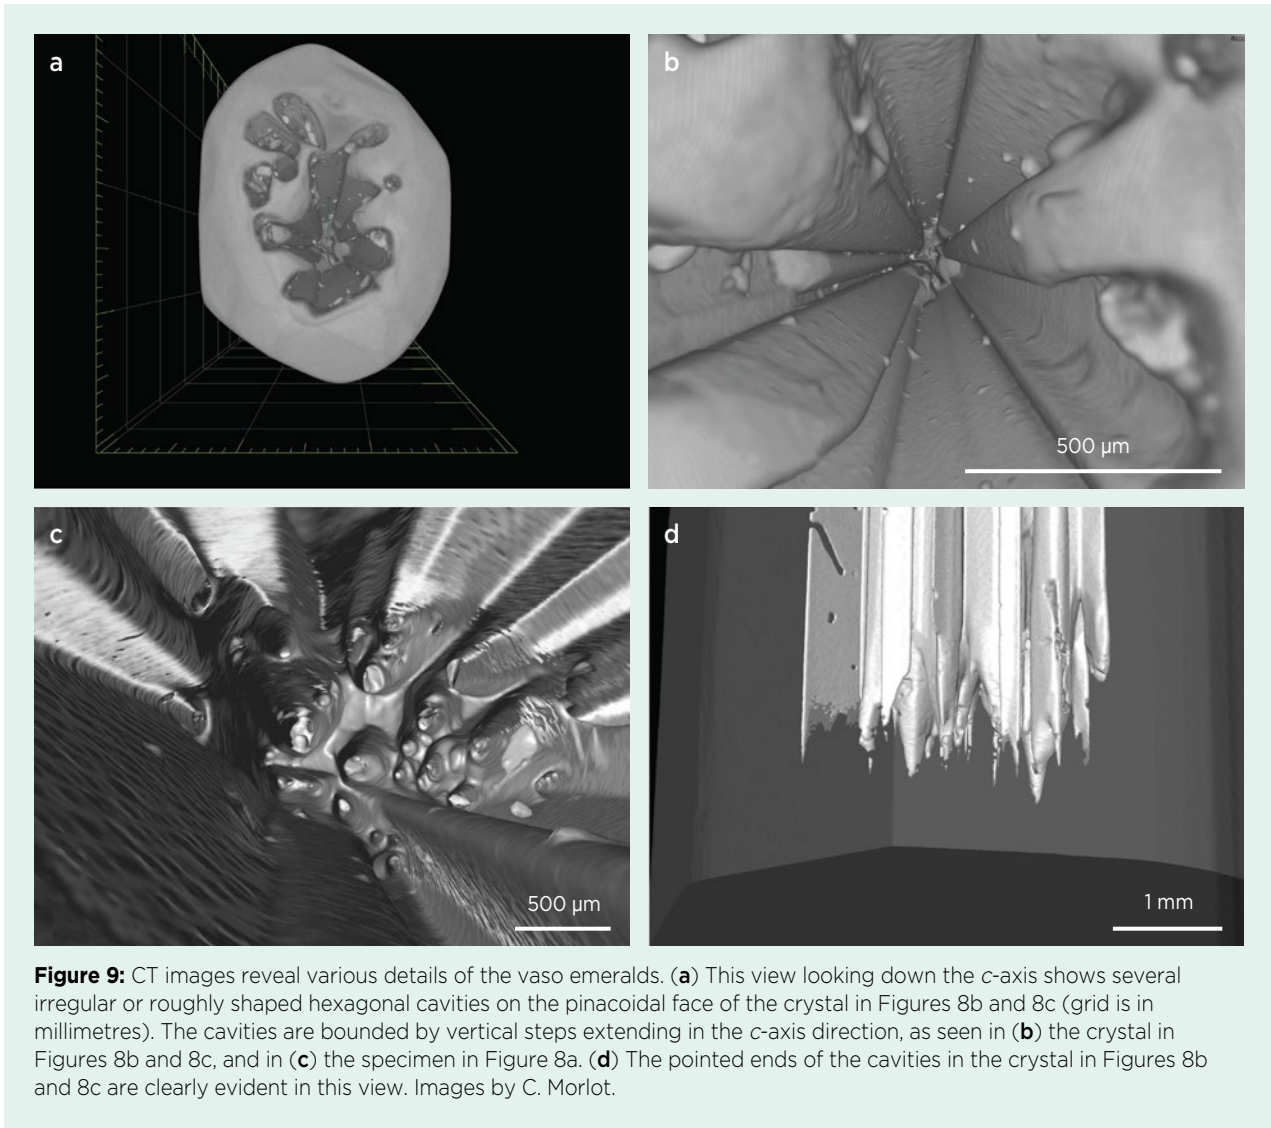 a
b
500 µm
c
500 µm
d
1 mm
Figure 9: CT images reveal various details of the vaso emeralds. (a) This view looking down the c-axis shows several
irregular or roughly shaped hexagonal cavities on the pinacoidal face of the crystal in Figures 8b and 8c (grid is in
millimetres). The cavities are bounded by vertical steps extending in the c-axis direction, as seen in (b) the crystal in
Figures 8b and 8c, and in (c) the specimen in Figure 8a. (d) The pointed ends of the cavities in the crystal in Figures 8b
and 8c are clearly evident in this view. Images by C. Morlot.